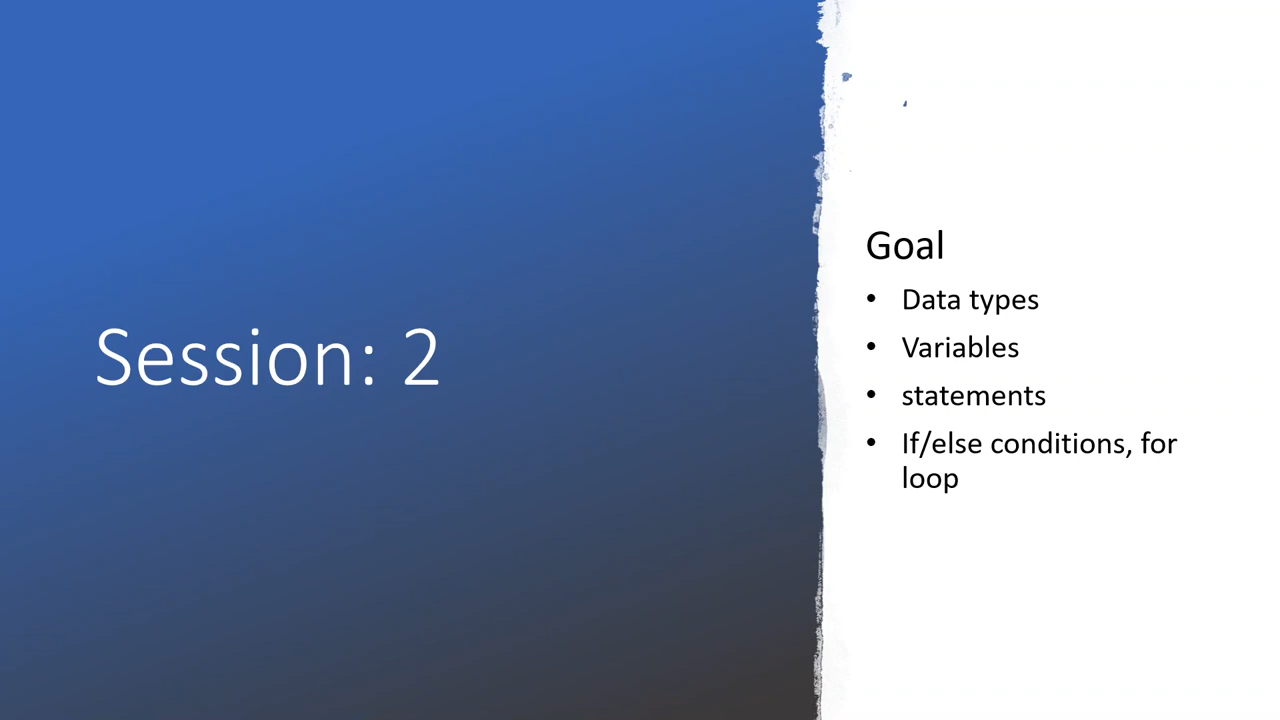 Session: 2
Goal
• Data types
• Variables
• statements
• If/else conditions, for
loop